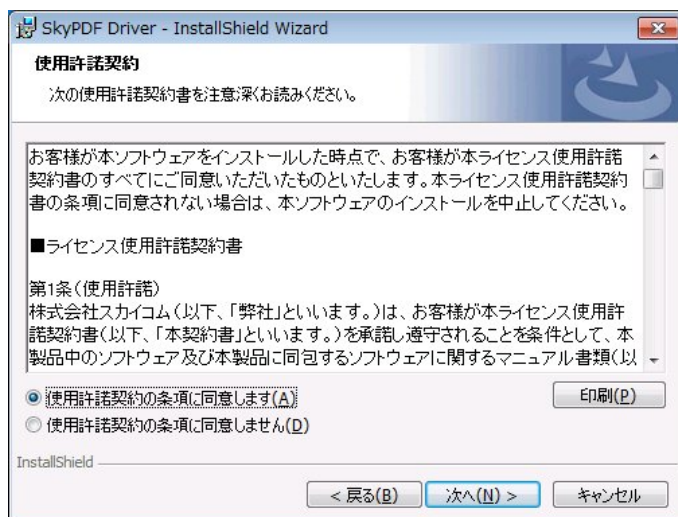 SkyPDF Driver - InstallShield Wizard
使用許諾契約
次の使用許諾契約書を注意深くお読みください。
お客様が本ソフトウェアをインストールした時点で、お客様が本ライセンス使用許諾
契約書のすべてにご同意いただいたものといたします。本ライセンス使用許諾契約
書の条項に同意されない場合は、本ソフトウェアのインストールを中止してください。
■ライセンス使用許諾契約書
第1条(使用許諾)
株式会社スカイコム(以下、「弊社」といいます。)は、お客様が本ライセンス使用許
諾契約書(以下、「本契約書」といいます。)を承諾し遵守されることを条件として、本
製品中のソフトウェア及び本製品に同包するソフトウェアに関するマニュアル書類(以
使用許諾契約の条項に同意します(A)
印刷(P)
使用許諾契約の条項に同意しません(D)
InstallShield
< 戻る(B)
次へ(N) >
キャンセル